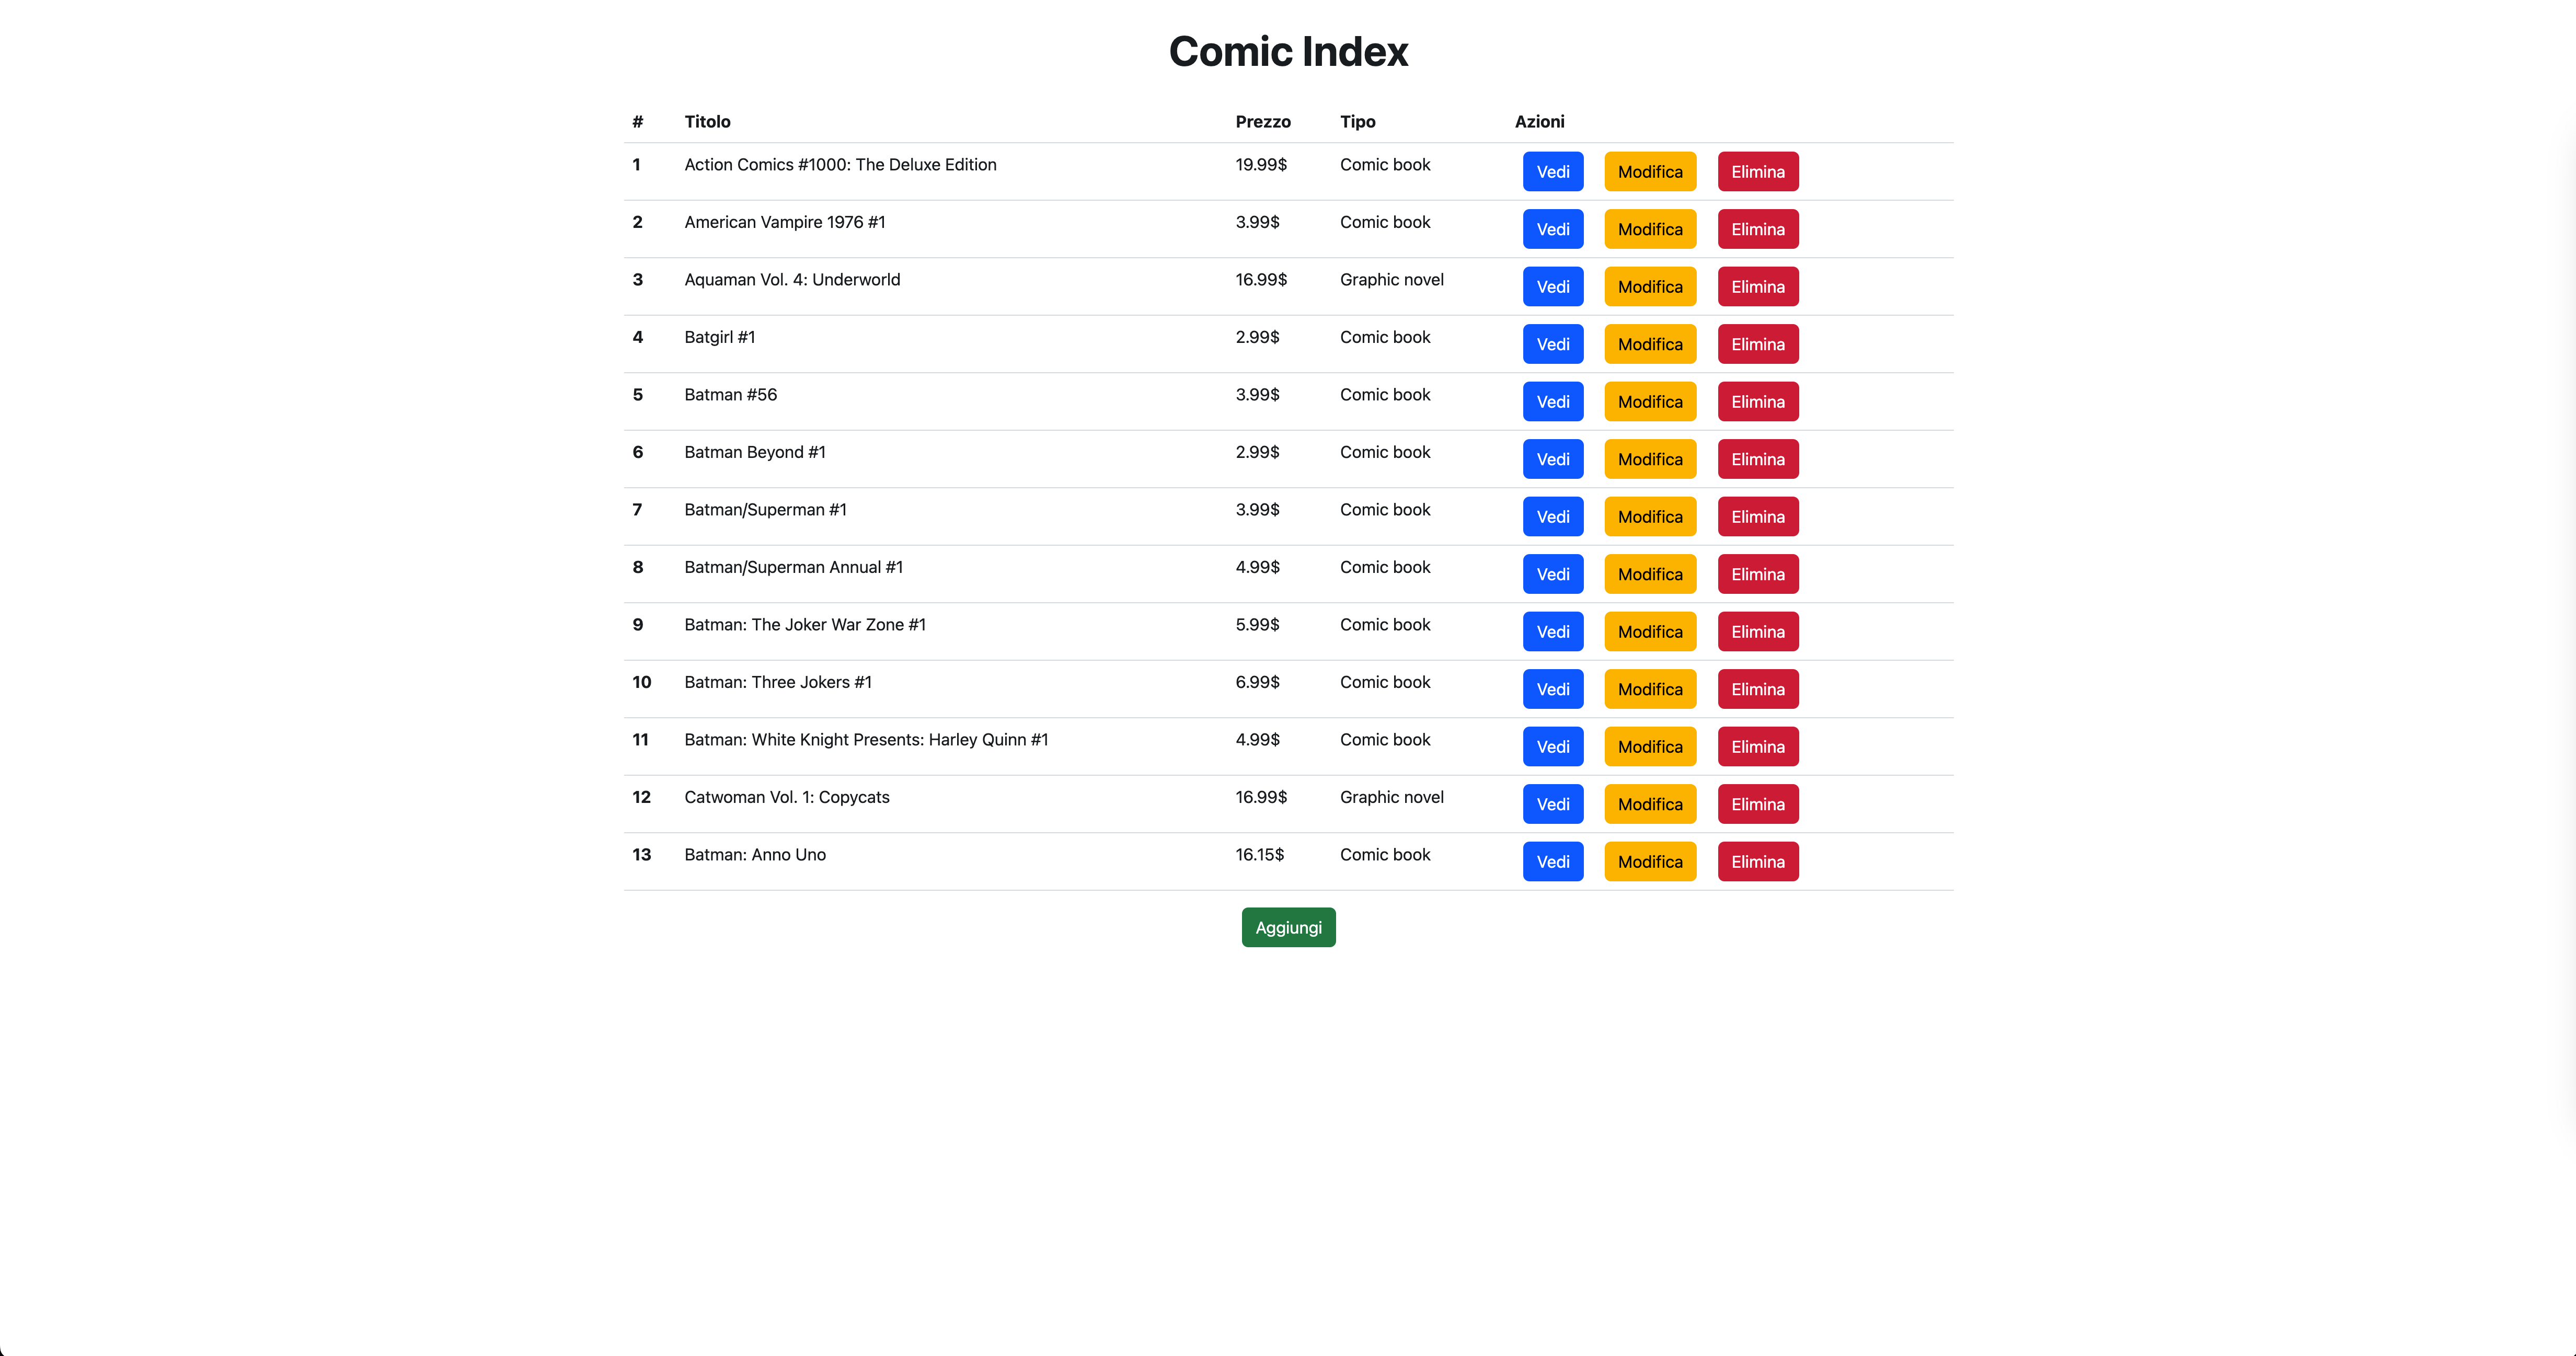 Comic Index
# Titolo Prezzo Tipo Azioni
1 Action Comics #1000: The Deluxe Edition 19.99$ Comic book Vedi Modifica Elimina
2 American Vampire 1976 #1 3.99$ Comic book Vedi Modifica Elimina
3 Aquaman Vol. 4: Underworld 16.99$ Graphic novel Vedi Modifica Elimina
4 Batgirl #1 2.99$ Comic book Vedi Modifica Elimina
5 Batman #56 3.99$ Comic book Vedi Modifica Elimina
6 Batman Beyond #1 2.99$ Comic book Vedi Modifica Elimina
7 Batman/Superman #1 3.99$ Comic book Vedi Modifica Elimina
8 Batman/Superman Annual #1 4.99$ Comic book Vedi Modifica Elimina
9 Batman: The Joker War Zone #1 5.99$ Comic book Vedi Modifica Elimina
10 Batman: Three Jokers #1 6.99$ Comic book Vedi Modifica Elimina
11 Batman: White Knight Presents: Harley Quinn #1 4.99$ Comic book Vedi Modifica Elimina
12 Catwoman Vol. 1: Copycats 16.99$ Graphic novel Vedi Modifica Elimina
13 Batman: Anno Uno 16.15$ Comic book Vedi Modifica Elimina
Aggiungi